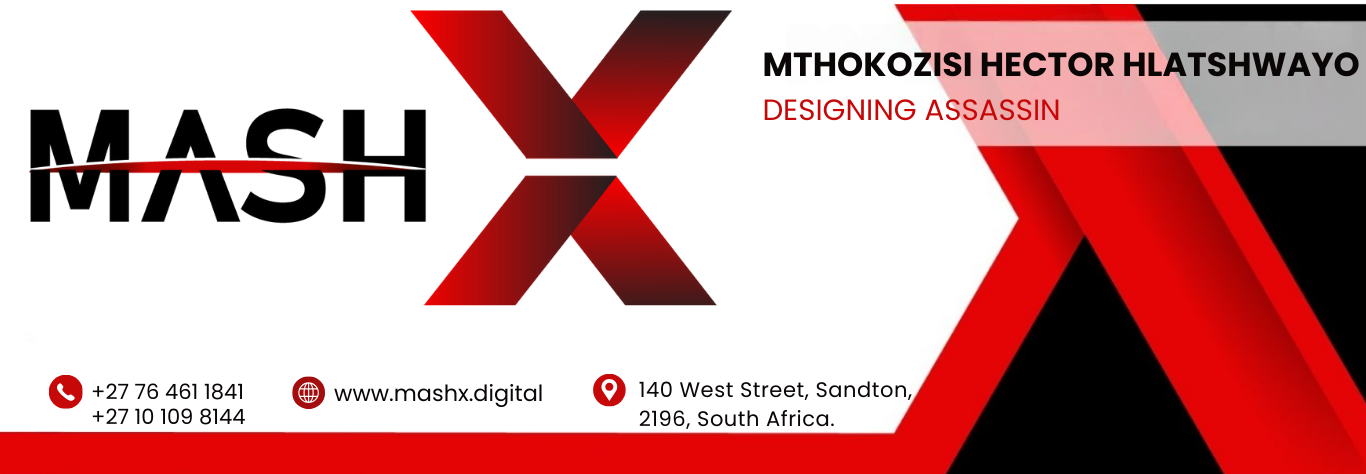 MASH X
MTHOKOZISI HECTOR HLATSHWAYO
DESIGNING ASSASSIN
+27 76 461 1841
+27 10 109 8144
www.mashx.digital
140 West Street, Sandton,
2196, South Africa.